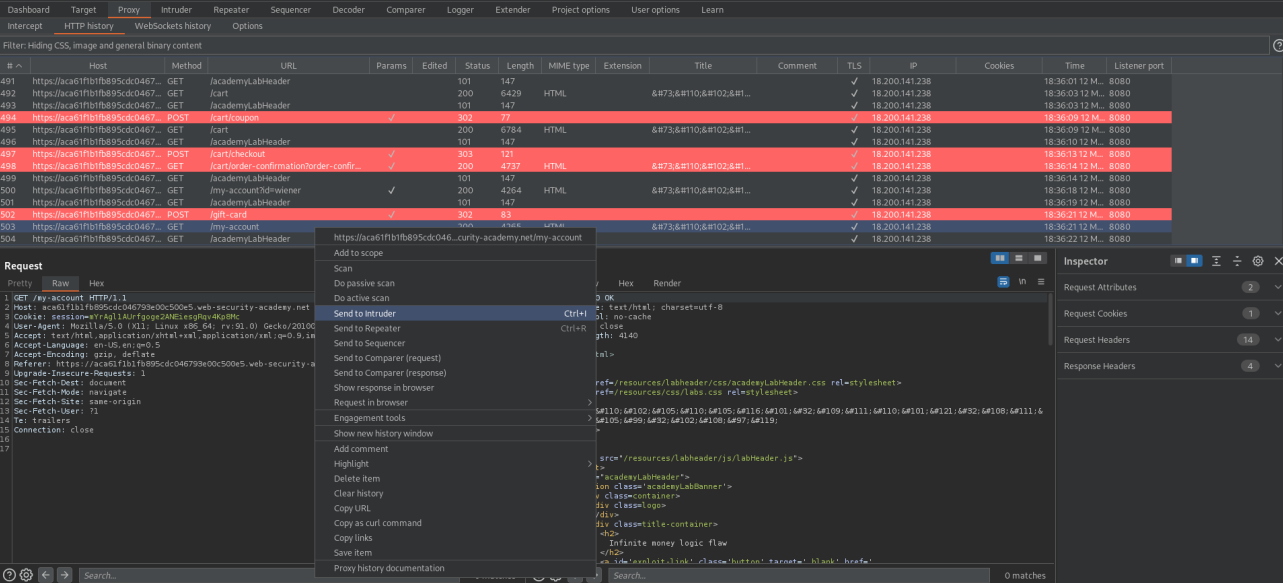 Dashboard Target Proxy Intruder Repeater Sequencer Decoder Comparer Logger Extender Project options User options Learn
Intercept HTTP history WebSockets history Options
Filter: Hiding CSS, image and general binary content
# Host Method URL Params Edited Status Length MIME type Extension Title Comment TLS IP Cookies Time Listener port
491 https://aca61f1b1fb895cdc0467... GET /academyLabHeader 101 147 ✓ 18.200.141.238 18:36:01 12 M... 8080
492 https://aca61f1b1fb895cdc0467... GET /cart 200 6429 HTML &#73;&#110;&#102;&#1... ✓ 18.200.141.238 18:36:03 12 M... 8080
493 https://aca61f1b1fb895cdc0467... GET /academyLabHeader 101 147 ✓ 18.200.141.238 18:36:03 12 M... 8080
494 https://aca61f1b1fb895cdc0467... POST /cart/coupon ✓ 302 77 ✓ 18.200.141.238 18:36:09 12 M... 8080
495 https://aca61f1b1fb895cdc0467... GET /cart 200 6784 HTML &#73;&#110;&#102;&#1... ✓ 18.200.141.238 18:36:09 12 M... 8080
496 https://aca61f1b1fb895cdc0467... GET /academyLabHeader 101 147 ✓ 18.200.141.238 18:36:10 12 M... 8080
497 https://aca61f1b1fb895cdc0467... POST /cart/checkout ✓ 303 121 ✓ 18.200.141.238 18:36:13 12 M... 8080
498 https://aca61f1b1fb895cdc0467... GET /cart/order-confirmation?order-confir... ✓ 200 4737 HTML &#73;&#110;&#102;&#1... ✓ 18.200.141.238 18:36:14 12 M... 8080
499 https://aca61f1b1fb895cdc0467... GET /academyLabHeader 101 147 ✓ 18.200.141.238 18:36:14 12 M... 8080
500 https://aca61f1b1fb895cdc0467... GET /my-account?id=wiener ✓ 200 4264 HTML &#73;&#110;&#102;&#1... ✓ 18.200.141.238 18:36:18 12 M... 8080
501 https://aca61f1b1fb895cdc0467... GET /academyLabHeader 101 147 ✓ 18.200.141.238 18:36:19 12 M... 8080
502 https://aca61f1b1fb895cdc0467... POST /gift-card ✓ 302 83 ✓ 18.200.141.238 18:36:21 12 M... 8080
503 https://aca61f1b1fb895cdc0467... GET /my-account 200 4265 HTML &#73;&#110;&#102;&#1... ✓ 18.200.141.238 18:36:21 12 M... 8080
504 https://aca61f1b1fb895cdc0467... GET /academyLabHeader ✓ 18.200.141.238 18:36:22 12 M... 8080
Request
Pretty Raw Hex
1 GET /my-account HTTP/1.1
2 Host: aca61f1b1fb895cdc046793e00c500e5.web-security-academy.net
3 Cookie: session=mYrAgl1AUrfgoge2ANEiesgRqv4KpBMc
4 User-Agent: Mozilla/5.0 (X11; Linux x86_64; rv:91.0) Gecko/20100
5 Accept: text/html,application/xhtml+xml,application/xml;q=0.9,im
6 Accept-Language: en-US,en;q=0.5
7 Accept-Encoding: gzip, deflate
8 Referer: https://aca61f1b1fb895cdc046793e00c500e5.web-security-a
9 Upgrade-Insecure-Requests: 1
10 Sec-Fetch-Dest: document
11 Sec-Fetch-Mode: navigate
12 Sec-Fetch-Site: same-origin
13 Sec-Fetch-User: ?1
14 Te: trailers
15 Connection: close
16
17
https://aca61f1b1fb895cdc046...curity-academy.net/my-account
Add to scope
Scan
Do passive scan
Do active scan
Send to Intruder Ctrl+I
Send to Repeater Ctrl+R
Send to Sequencer
Send to Comparer (request)
Send to Comparer (response)
Show response in browser
Request in browser
Engagement tools
Show new history window
Add comment
Highlight
Delete item
Clear history
Copy URL
Copy as curl command
Copy links
Save item
Proxy history documentation
Hex Render
\n
0 OK
e: text/html; charset=utf-8
ol: no-cache
close
gth: 4140
tml>
ref=/resources/labheader/css/academyLabHeader.css rel=stylesheet>
ref=/resources/css/labs.css rel=stylesheet>
&#110;&#102;&#105;&#110;&#105;&#116;&#101;&#32;&#109;&#111;&#110;&#101;&#121;&#32;&#108;&#111;&
&#105;&#99;&#32;&#102;&#108;&#97;&#119;
src="/resources/labheader/js/labHeader.js">
t>
="academyLabHeader">
ion class='academyLabBanner'>
v class=container>
div class=logo>
/div>
div class=title-container>
<h2>
Infinite money logic flaw
</h2>
<a id='exploit-link' class='button' target='_blank' href='
Inspector
Request Attributes 2
Request Cookies 1
Request Headers 14
Response Headers 4
Search...
Search...
0 matches